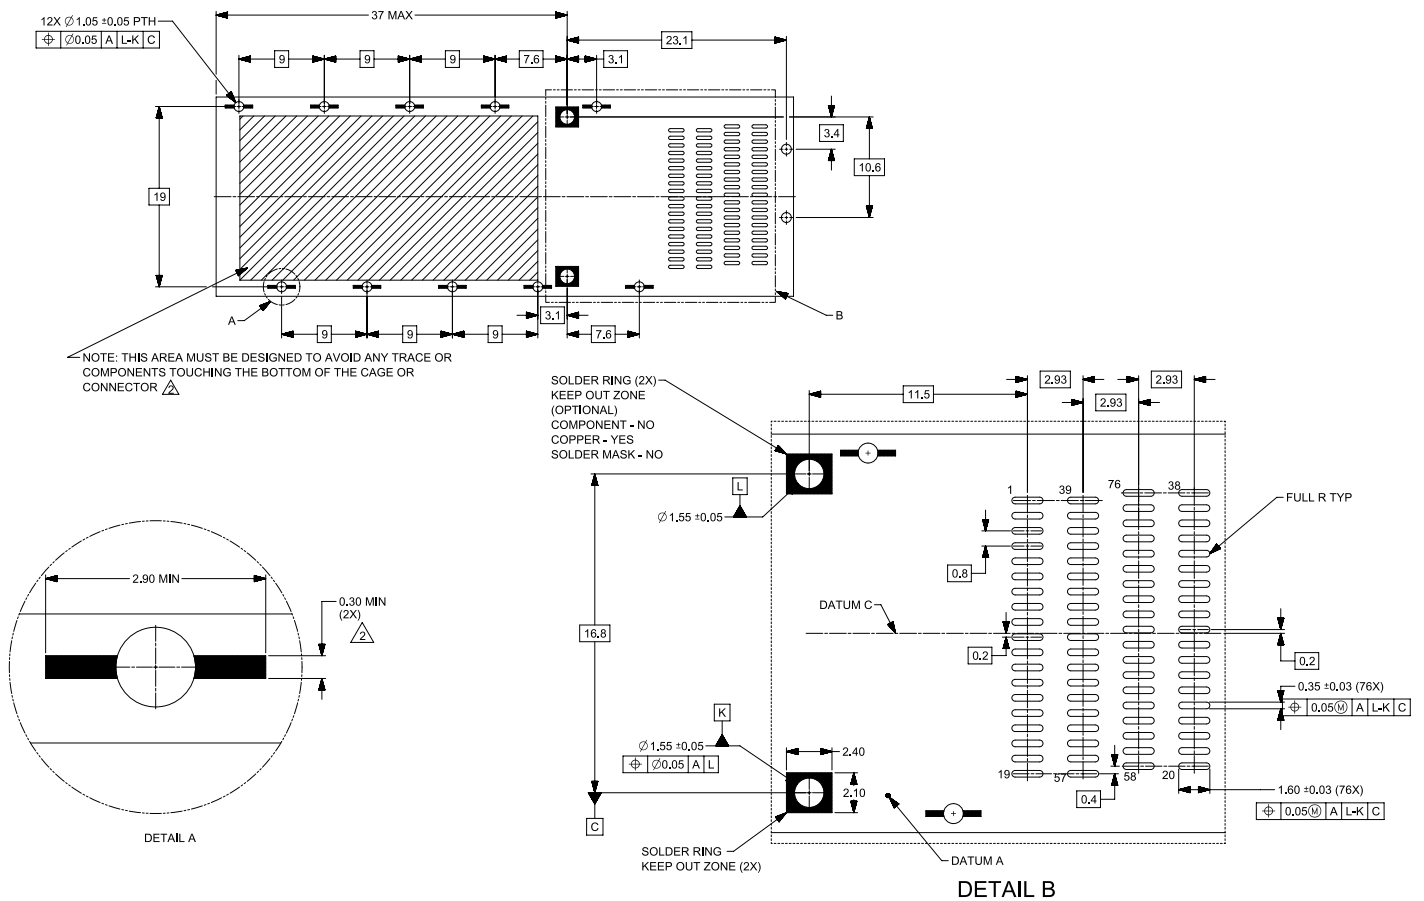 12X Ø1.05 ±0.05 PTH
⌖ Ø0.05 A L-K C
37 MAX
23.1
9
9
9
7.6
3.1
3.4
10.6
19
A
B
9
9
9
3.1
7.6
NOTE: THIS AREA MUST BE DESIGNED TO AVOID ANY TRACE OR
COMPONENTS TOUCHING THE BOTTOM OF THE CAGE OR
CONNECTOR 2
SOLDER RING (2X)
KEEP OUT ZONE
(OPTIONAL)
COMPONENT - NO
COPPER - YES
SOLDER MASK - NO
11.5
2.93
2.93
2.93
L
Ø1.55 ±0.05
1
39
76
38
FULL R TYP
0.8
DATUM C
16.8
0.2
0.2
0.35 ±0.03 (76X)
⌖ 0.05Ⓜ A L-K C
K
Ø1.55 ±0.05
⌖ Ø0.05 A L
2.40
2.10
19
57
58
20
0.4
1.60 ±0.03 (76X)
⌖ 0.05Ⓜ A L-K C
C
SOLDER RING
KEEP OUT ZONE (2X)
DATUM A
DETAIL B
2.90 MIN
0.30 MIN
(2X)
2
DETAIL A